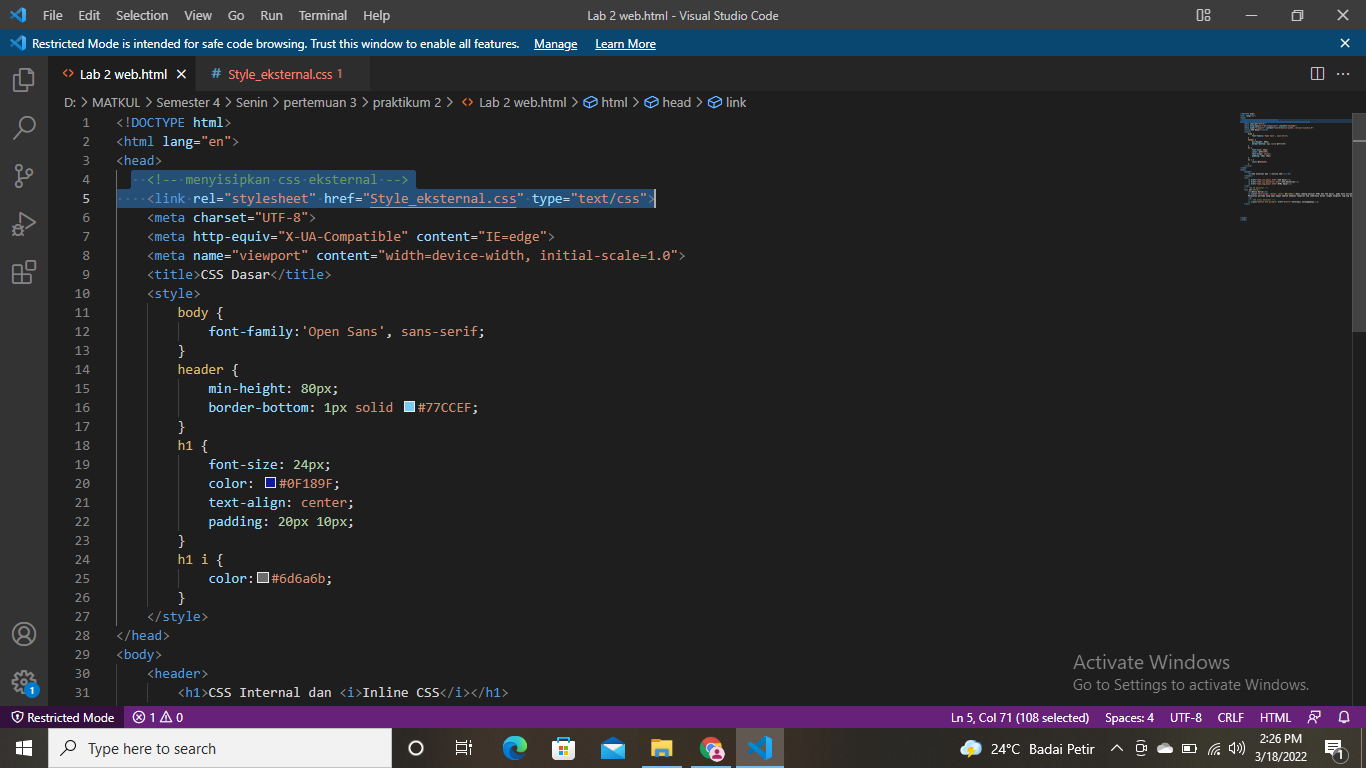 File Edit Selection View Go Run Terminal Help Lab 2 web.html - Visual Studio Code
Restricted Mode is intended for safe code browsing. Trust this window to enable all features. Manage Learn More
<> Lab 2 web.html # Style_eksternal.css 1
D: > MATKUL > Semester 4 > Senin > pertemuan 3 > praktikum 2 > <> Lab 2 web.html > html > head > link
1 <!DOCTYPE html>
2 <html lang="en">
3 <head>
4 <!-- menyisipkan css eksternal -->
5 <link rel="stylesheet" href="Style_eksternal.css" type="text/css">
6 <meta charset="UTF-8">
7 <meta http-equiv="X-UA-Compatible" content="IE=edge">
8 <meta name="viewport" content="width=device-width, initial-scale=1.0">
9 <title>CSS Dasar</title>
10 <style>
11 body {
12 font-family:'Open Sans', sans-serif;
13 }
14 header {
15 min-height: 80px;
16 border-bottom: 1px solid #77CCEF;
17 }
18 h1 {
19 font-size: 24px;
20 color: #0F189F;
21 text-align: center;
22 padding: 20px 10px;
23 }
24 h1 i {
25 color:#6d6a6b;
26 }
27 </style>
28 </head>
29 <body>
30 <header>
31 <h1>CSS Internal dan <i>Inline CSS</i></h1>
Activate Windows
Go to Settings to activate Windows.
1
Restricted Mode 1 0 Ln 5, Col 71 (108 selected) Spaces: 4 UTF-8 CRLF HTML
Type here to search 24°C Badai Petir 2:26 PM
3/18/2022
1